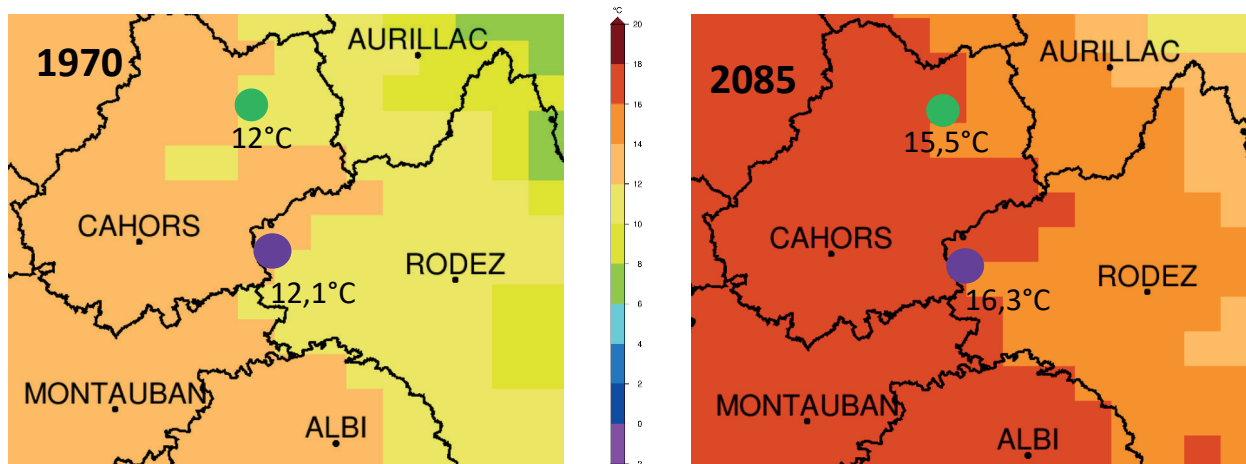 1970
AURILLAC
12°C
CAHORS
RODEZ
12,1°C
MONTAUBAN
ALBI
°C
20
18
16
14
12
10
8
6
4
2
0
-2
2085
AURILLAC
15,5°C
CAHORS
RODEZ
16,3°C
MONTAUBAN
ALBI